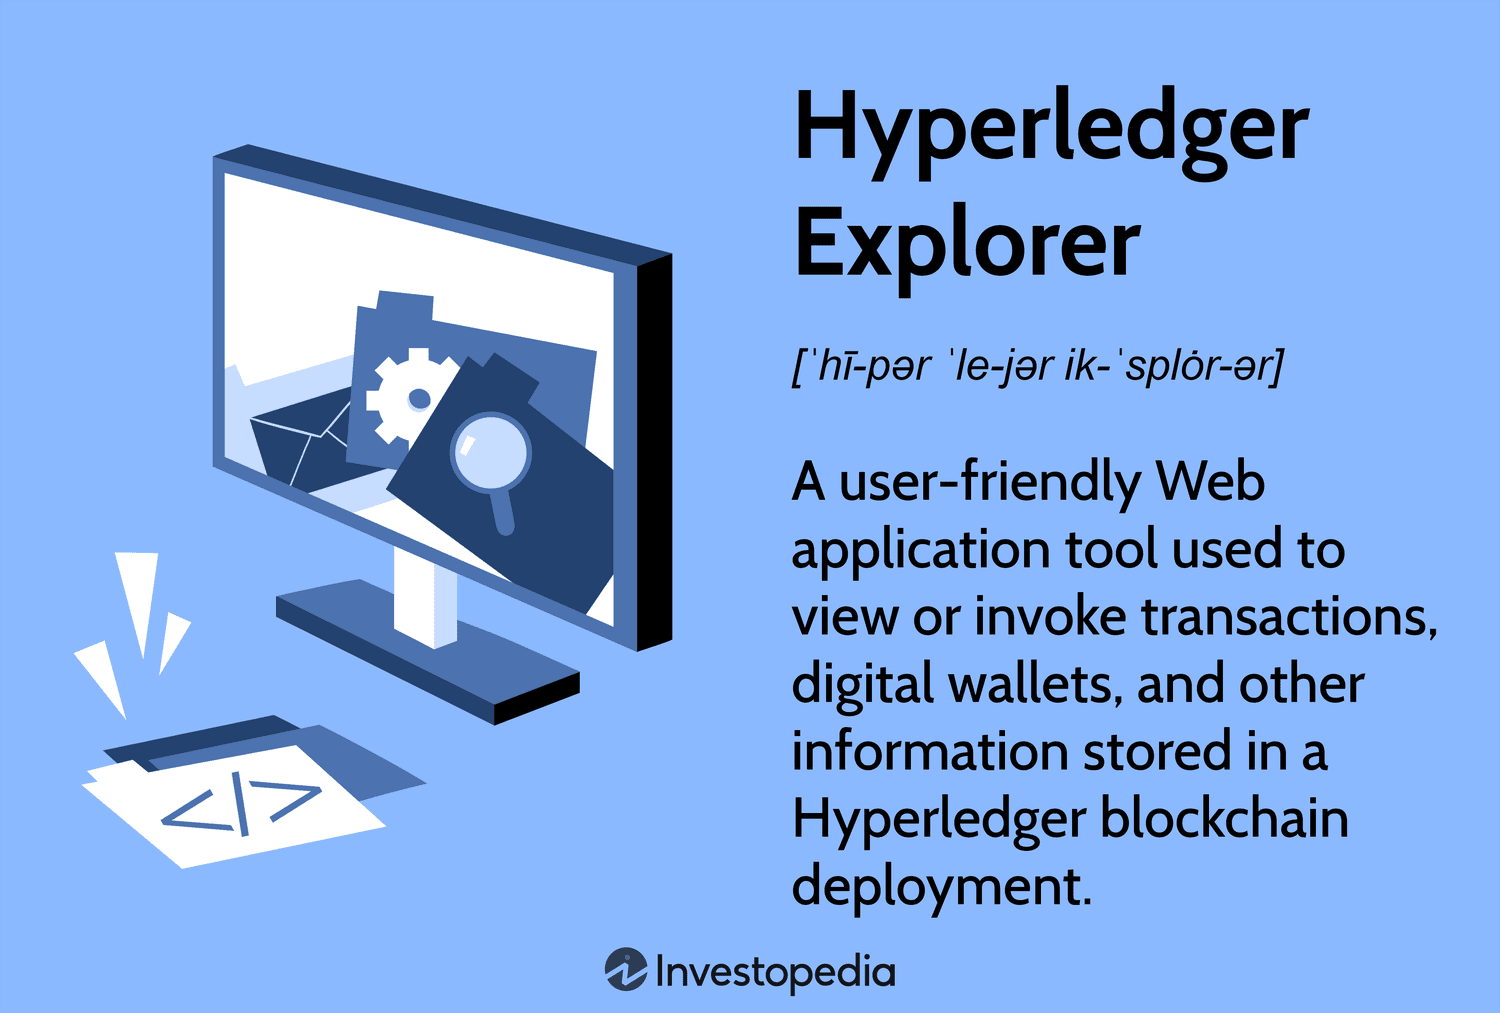 Hyperledger
Explorer
[ˈhī-pər ˈle-jər ik-ˈsplȯr-ər]
A user-friendly Web
application tool used to
view or invoke transactions,
digital wallets, and other
information stored in a
Hyperledger blockchain
deployment.
</>
Investopedia